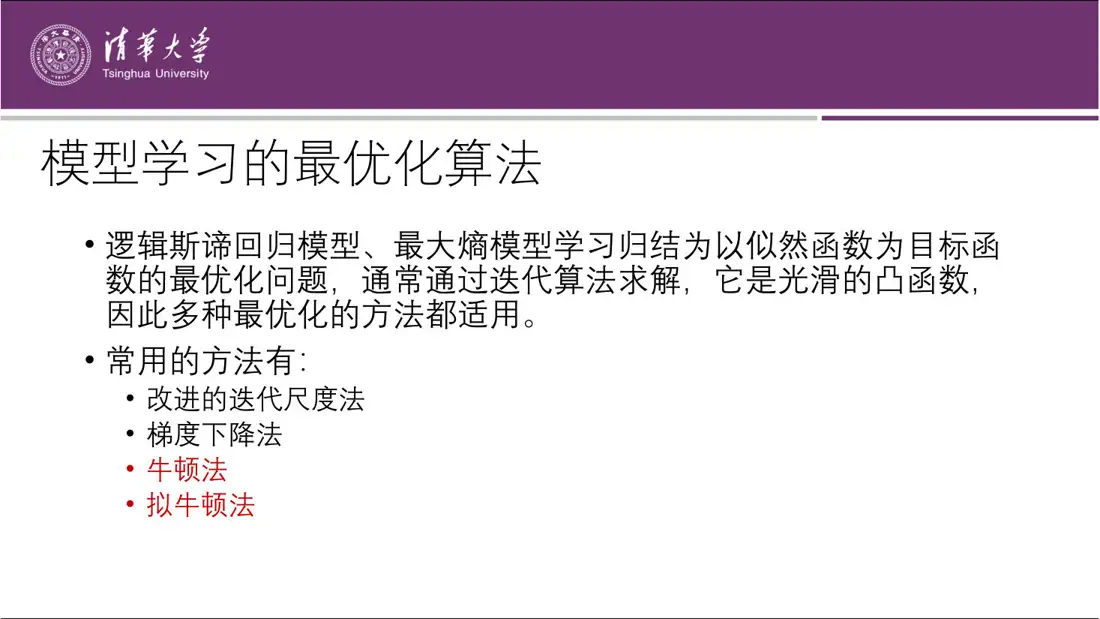 清华大学
Tsinghua University
模型学习的最优化算法
• 逻辑斯谛回归模型、最大熵模型学习归结为以似然函数为目标函
数的最优化问题，通常通过迭代算法求解，它是光滑的凸函数，
因此多种最优化的方法都适用。
• 常用的方法有：
• 改进的迭代尺度法
• 梯度下降法
• 牛顿法
• 拟牛顿法